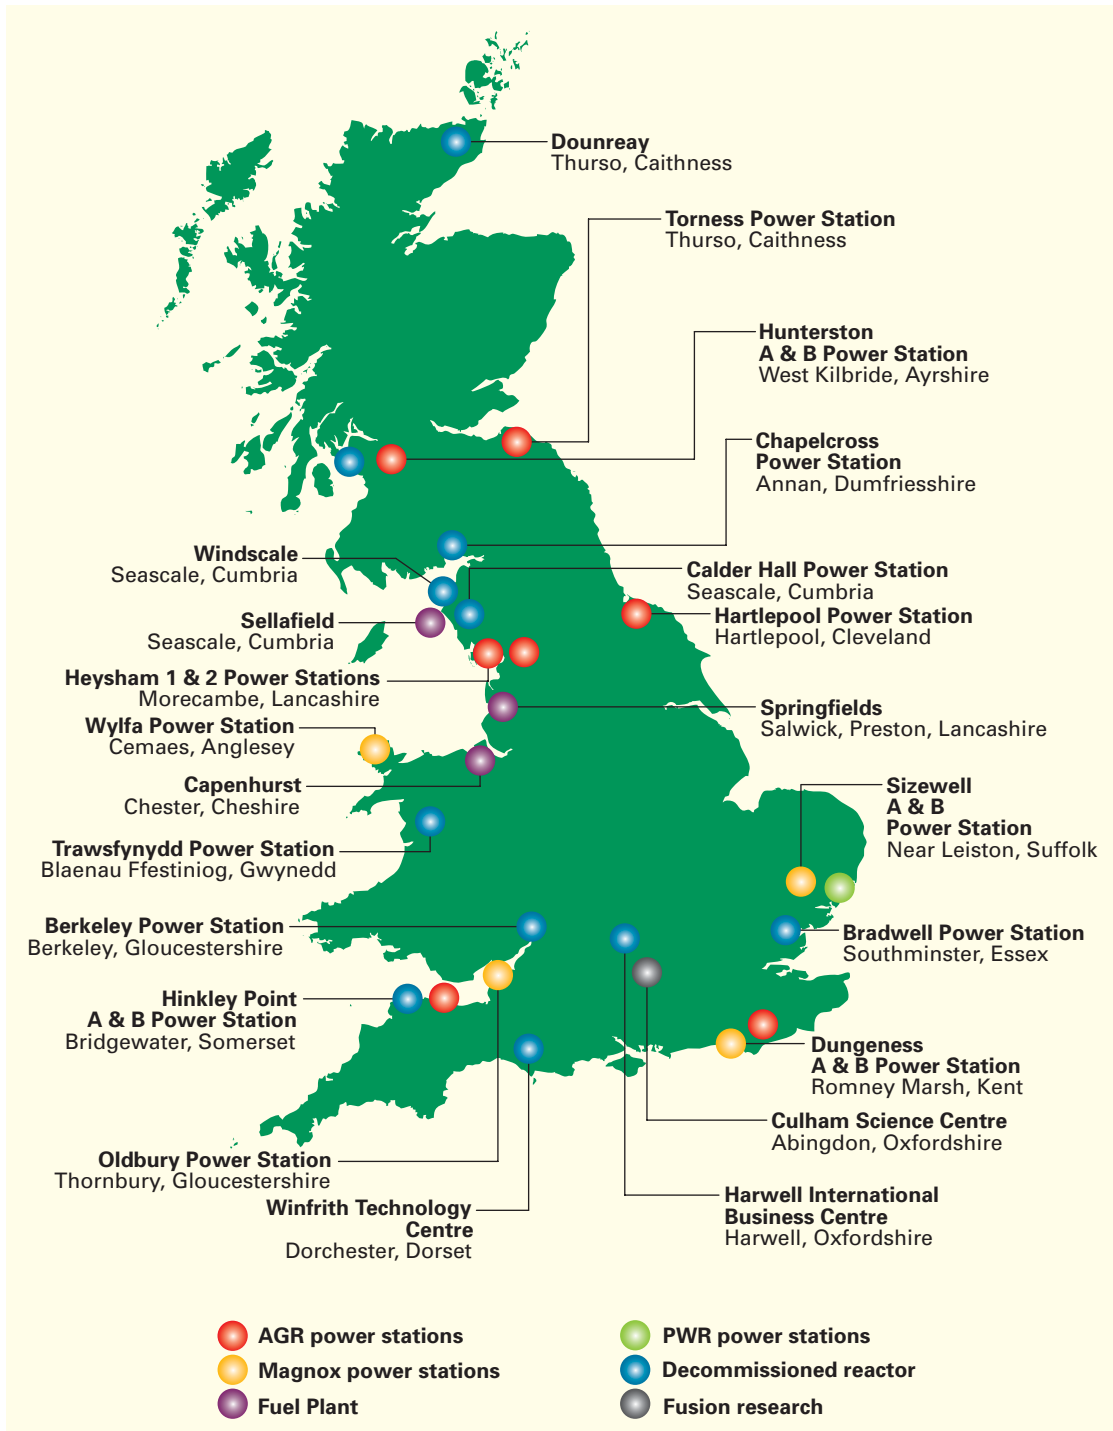 Dounreay
Thurso, Caithness
Torness Power Station
Thurso, Caithness
Hunterston
A & B Power Station
West Kilbride, Ayrshire
Chapelcross
Power Station
Annan, Dumfriesshire
Windscale
Seascale, Cumbria
Calder Hall Power Station
Seascale, Cumbria
Sellafield
Seascale, Cumbria
Hartlepool Power Station
Hartlepool, Cleveland
Heysham 1 & 2 Power Stations
Morecambe, Lancashire
Springfields
Salwick, Preston, Lancashire
Wylfa Power Station
Cemaes, Anglesey
Capenhurst
Chester, Cheshire
Sizewell
A & B
Power Station
Near Leiston, Suffolk
Trawsfynydd Power Station
Blaenau Ffestiniog, Gwynedd
Berkeley Power Station
Berkeley, Gloucestershire
Bradwell Power Station
Southminster, Essex
Hinkley Point
A & B Power Station
Bridgewater, Somerset
Dungeness
A & B Power Station
Romney Marsh, Kent
Culham Science Centre
Abingdon, Oxfordshire
Oldbury Power Station
Thornbury, Gloucestershire
Winfrith Technology
Centre
Dorchester, Dorset
Harwell International
Business Centre
Harwell, Oxfordshire
AGR power stations
Magnox power stations
Fuel Plant
PWR power stations
Decommissioned reactor
Fusion research